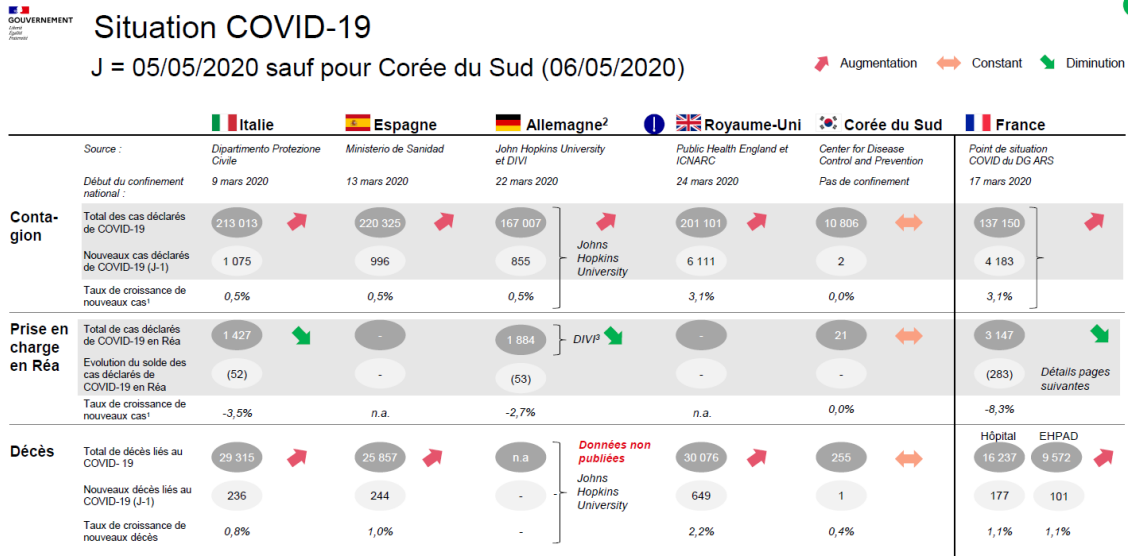 GOUVERNEMENT
Liberté
Égalité
Fraternité
Situation COVID-19
J = 05/05/2020 sauf pour Corée du Sud (06/05/2020)
Augmentation Constant Diminution
Italie Espagne Allemagne² Royaume-Uni Corée du Sud France
Source : Dipartimento Protezione Civile Ministerio de Sanidad John Hopkins University et DIVI Public Health England et ICNARC Center for Disease Control and Prevention Point de situation COVID du DG ARS
Début du confinement national : 9 mars 2020 13 mars 2020 22 mars 2020 24 mars 2020 Pas de confinement 17 mars 2020
Conta-
gion
Total des cas déclarés de COVID-19 213 013 220 325 167 007 201 101 10 806 137 150
Johns
Hopkins
University
Nouveaux cas déclarés de COVID-19 (J-1) 1 075 996 855 6 111 2 4 183
Taux de croissance de nouveaux cas¹ 0,5% 0,5% 0,5% 3,1% 0,0% 3,1%
Prise en
charge
en Réa
Total de cas déclarés de COVID-19 en Réa 1 427 - 1 884 DIVI³ - 21 3 147
Evolution du solde des cas déclarés de COVID-19 en Réa (52) - (53) - - (283) Détails pages suivantes
Taux de croissance de nouveaux cas¹ -3,5% n.a. -2,7% n.a. 0,0% -8,3%
Décès
Hôpital EHPAD
Total de décès liés au COVID- 19 29 315 25 857 n.a Données non publiées 30 076 255 16 237 9 572
Johns
Hopkins
University
Nouveaux décès liés au COVID-19 (J-1) 236 244 - - 649 1 177 101
Taux de croissance de nouveaux décès 0,8% 1,0% - 2,2% 0,4% 1,1% 1,1%